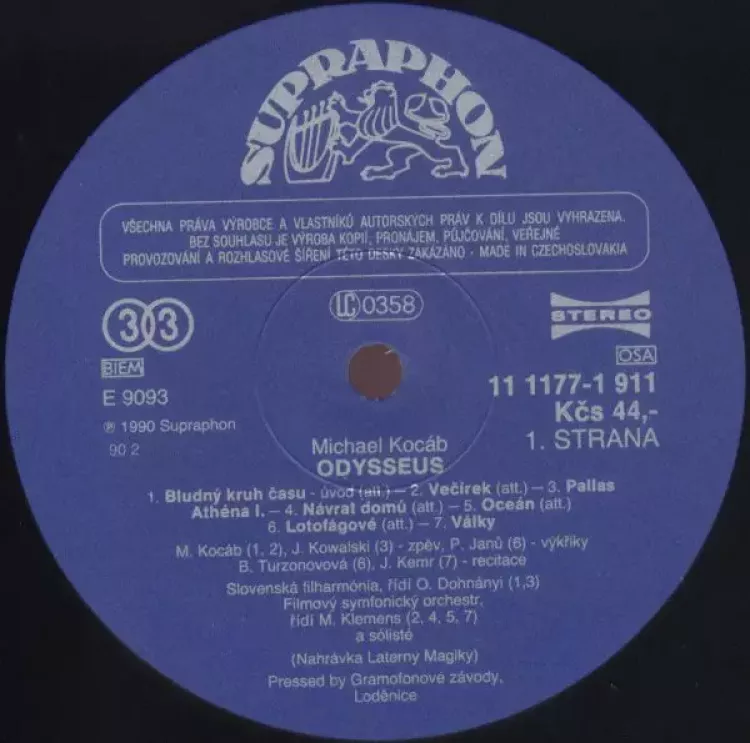 SUPRAPHON
VŠECHNA PRÁVA VÝROBCE A VLASTNÍKŮ AUTORSKÝCH PRÁV K DÍLU JSOU VYHRAZENA.
BEZ SOUHLASU JE VÝROBA KOPIÍ, PRONÁJEM, PŮJČOVÁNÍ, VEŘEJNÉ
PROVOZOVÁNÍ A ROZHLASOVÉ ŠÍŘENÍ TÉTO DESKY ZAKÁZÁNO · MADE IN CZECHOSLOVAKIA
33
LC 0358
STEREO
BIEM
OSA
E 9093
11 1177-1 911
Kčs 44,-
℗ 1990 Supraphon
90 2
1. STRANA
Michael Kocáb
ODYSSEUS
1. Bludný kruh času - úvod (att.) – 2. Večírek (att.) – 3. Pallas
Athéna I. – 4. Návrat domů (att.) – 5. Oceán (att.)
6. Lotofágové (att.) – 7. Války
M. Kocáb (1, 2), J. Kowalski (3) - zpěv, P. Janů (6) - výkřiky
B. Turzonovová (6), J. Kemr (7) - recitace
Slovenská filharmónia, řídí O. Dohnányi (1,3)
Filmový symfonický orchestr,
řídí M. Klemens (2, 4, 5, 7)
a sólisté
(Nahrávka Laterny Magiky)
Pressed by Gramofonové závody,
Loděnice